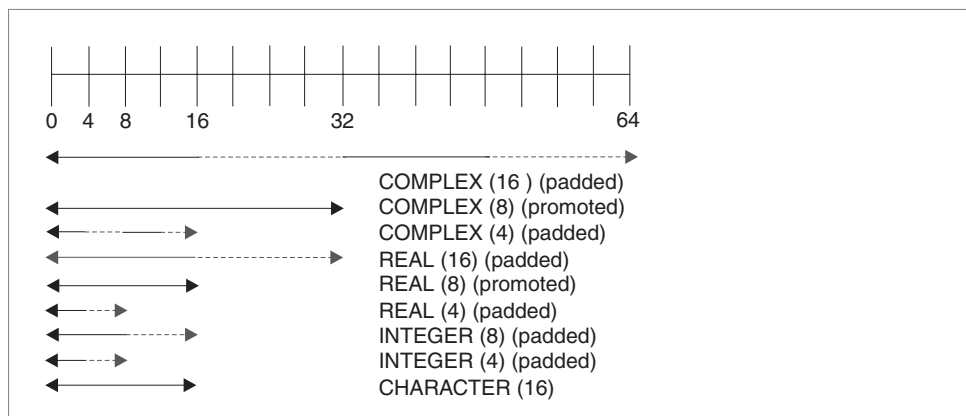 0 4 8 16 32 64
COMPLEX (16 ) (padded)
COMPLEX (8) (promoted)
COMPLEX (4) (padded)
REAL (16) (padded)
REAL (8) (promoted)
REAL (4) (padded)
INTEGER (8) (padded)
INTEGER (4) (padded)
CHARACTER (16)